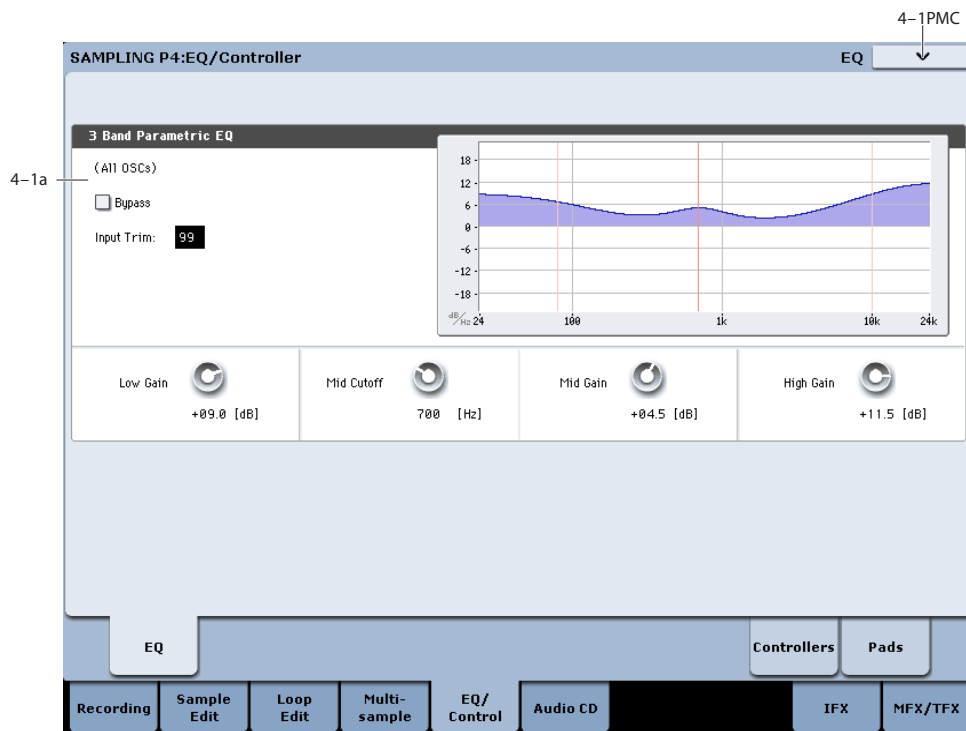 4–1PMC
SAMPLING P4:EQ/Controller
EQ
3 Band Parametric EQ
4–1a
(All OSCs)
Bypass
Input Trim: 99
18
12
6
0
-6
-12
-18
dB/Hz 24 100 1k 10k 24k
Low Gain
+09.0 [dB]
Mid Cutoff
700 [Hz]
Mid Gain
+04.5 [dB]
High Gain
+11.5 [dB]
EQ
Controllers
Pads
Recording
Sample
Edit
Loop
Edit
Multi-
sample
EQ/
Control
Audio CD
IFX
MFX/TFX